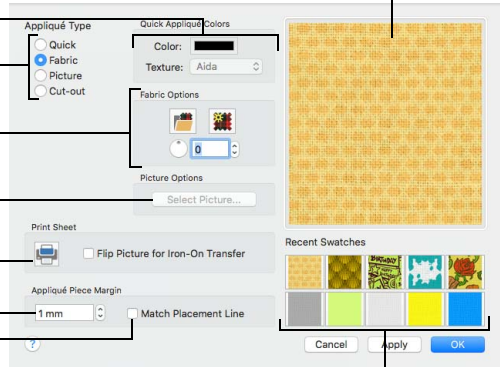 Appliqué Type
Quick
Fabric
Picture
Cut-out
Quick Appliqué Colors
Color:
Texture: Aida
Fabric Options
0
Picture Options
Select Picture...
Print Sheet
Flip Picture for Iron-On Transfer
Appliqué Piece Margin
1 mm
Match Placement Line
?
Recent Swatches
BIRTHDAY
Cancel Apply OK